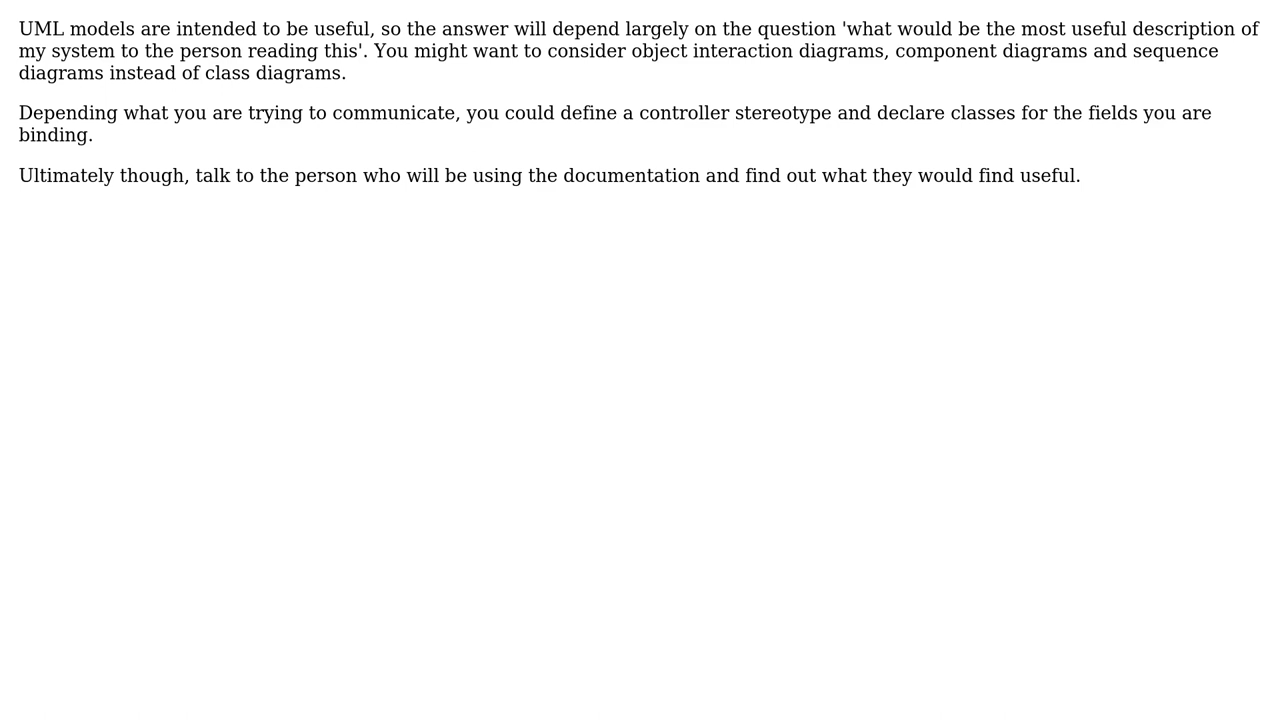 UML models are intended to be useful, so the answer will depend largely on the question 'what would be the most useful description of
my system to the person reading this'. You might want to consider object interaction diagrams, component diagrams and sequence
diagrams instead of class diagrams.
Depending what you are trying to communicate, you could define a controller stereotype and declare classes for the fields you are
binding.
Ultimately though, talk to the person who will be using the documentation and find out what they would find useful.